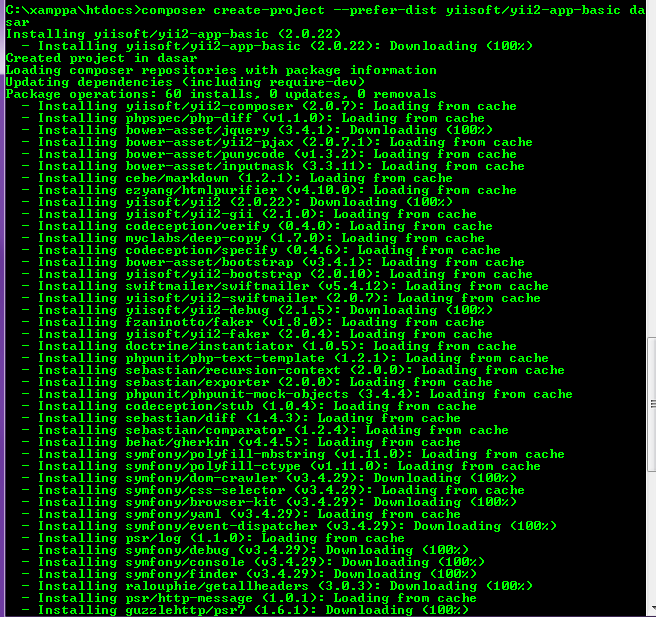 C:\xamppa\htdocs>composer create-project --prefer-dist yiisoft/yii2-app-basic da
sar
Installing yiisoft/yii2-app-basic (2.0.22)
  - Installing yiisoft/yii2-app-basic (2.0.22): Downloading (100%)
Created project in dasar
Loading composer repositories with package information
Updating dependencies (including require-dev)
Package operations: 60 installs, 0 updates, 0 removals
  - Installing yiisoft/yii2-composer (2.0.7): Loading from cache
  - Installing phpspec/php-diff (v1.1.0): Loading from cache
  - Installing bower-asset/jquery (3.4.1): Downloading (100%)
  - Installing bower-asset/yii2-pjax (2.0.7.1): Loading from cache
  - Installing bower-asset/punycode (v1.3.2): Loading from cache
  - Installing bower-asset/inputmask (3.3.11): Loading from cache
  - Installing cebe/markdown (1.2.1): Loading from cache
  - Installing ezyang/htmlpurifier (v4.10.0): Loading from cache
  - Installing yiisoft/yii2 (2.0.22): Downloading (100%)
  - Installing yiisoft/yii2-gii (2.1.0): Loading from cache
  - Installing codeception/verify (0.4.0): Loading from cache
  - Installing myclabs/deep-copy (1.7.0): Loading from cache
  - Installing codeception/specify (0.4.6): Loading from cache
  - Installing bower-asset/bootstrap (v3.4.1): Loading from cache
  - Installing yiisoft/yii2-bootstrap (2.0.10): Loading from cache
  - Installing swiftmailer/swiftmailer (v5.4.12): Loading from cache
  - Installing yiisoft/yii2-swiftmailer (2.0.7): Loading from cache
  - Installing yiisoft/yii2-debug (2.1.5): Downloading (100%)
  - Installing fzaninotto/faker (v1.8.0): Loading from cache
  - Installing yiisoft/yii2-faker (2.0.4): Loading from cache
  - Installing doctrine/instantiator (1.0.5): Loading from cache
  - Installing phpunit/php-text-template (1.2.1): Loading from cache
  - Installing sebastian/recursion-context (2.0.0): Loading from cache
  - Installing sebastian/exporter (2.0.0): Loading from cache
  - Installing phpunit/phpunit-mock-objects (3.4.4): Loading from cache
  - Installing codeception/stub (1.0.4): Loading from cache
  - Installing sebastian/diff (1.4.3): Loading from cache
  - Installing sebastian/comparator (1.2.4): Loading from cache
  - Installing behat/gherkin (v4.4.5): Loading from cache
  - Installing symfony/polyfill-mbstring (v1.11.0): Loading from cache
  - Installing symfony/polyfill-ctype (v1.11.0): Loading from cache
  - Installing symfony/dom-crawler (v3.4.29): Downloading (100%)
  - Installing symfony/css-selector (v3.4.29): Loading from cache
  - Installing symfony/browser-kit (v3.4.29): Downloading (100%)
  - Installing symfony/yaml (v3.4.29): Loading from cache
  - Installing symfony/event-dispatcher (v3.4.29): Downloading (100%)
  - Installing psr/log (1.1.0): Loading from cache
  - Installing symfony/debug (v3.4.29): Downloading (100%)
  - Installing symfony/console (v3.4.29): Downloading (100%)
  - Installing symfony/finder (v3.4.29): Downloading (100%)
  - Installing ralouphie/getallheaders (3.0.3): Downloading (100%)
  - Installing psr/http-message (1.0.1): Loading from cache
  - Installing guzzlehttp/psr7 (1.6.1): Downloading (100%)